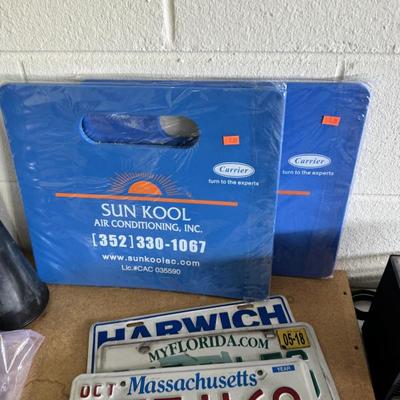 Carrier
turn to the experts
SUN KOOL
AIR CONDITIONING, INC.
[352]330-1067
www.sunkoolac.com
Lic.#CAC 035590
Carrier
turn to the experts
HARWICH
MYFLORIDA.COM
05-18
OCT
Massachusetts
YEAR